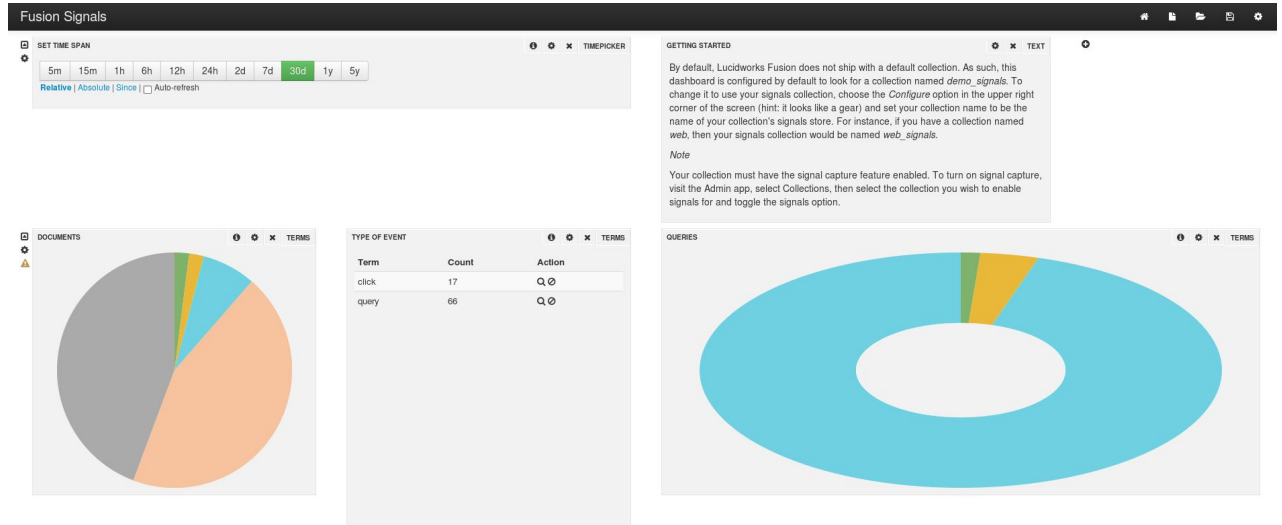 Fusion Signals
SET TIME SPAN
TIMEPICKER
5m 15m 1h 6h 12h 24h 2d 7d 30d 1y 5y
Relative | Absolute | Since | Auto-refresh
GETTING STARTED
TEXT
By default, Lucidworks Fusion does not ship with a default collection. As such, this
dashboard is configured by default to look for a collection named demo_signals. To
change it to use your signals collection, choose the Configure option in the upper right
corner of the screen (hint: it looks like a gear) and set your collection name to be the
name of your collection's signals store. For instance, if you have a collection named
web, then your signals collection would be named web_signals.
Note
Your collection must have the signal capture feature enabled. To turn on signal capture,
visit the Admin app, select Collections, then select the collection you wish to enable
signals for and toggle the signals option.
DOCUMENTS
TERMS
TYPE OF EVENT
TERMS
Term Count Action
click 17
query 66
QUERIES
TERMS